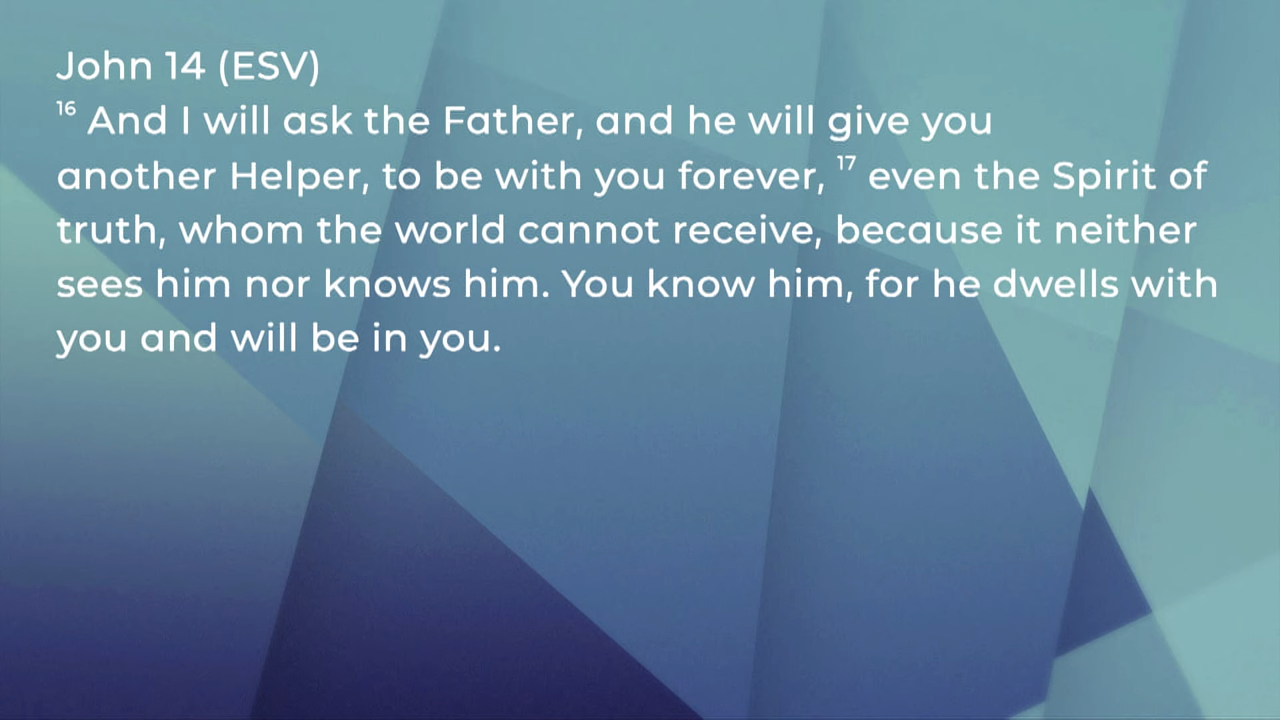 John 14 (ESV)
16 And I will ask the Father, and he will give you
another Helper, to be with you forever, 17 even the Spirit of
truth, whom the world cannot receive, because it neither
sees him nor knows him. You know him, for he dwells with
you and will be in you.